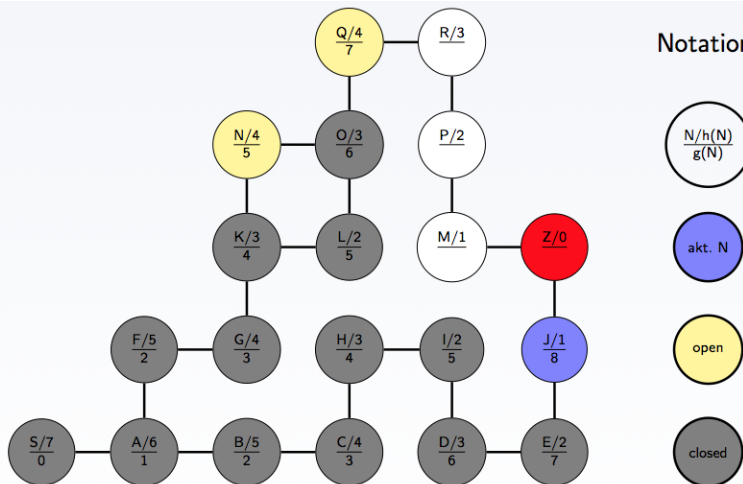 Q/4
7
R/3
Notation
N/4
5
O/3
6
P/2
N/h(N)
g(N)
K/3
4
L/2
5
M/1
Z/0
akt. N
F/5
2
G/4
3
H/3
4
I/2
5
J/1
8
open
S/7
0
A/6
1
B/5
2
C/4
3
D/3
6
E/2
7
closed